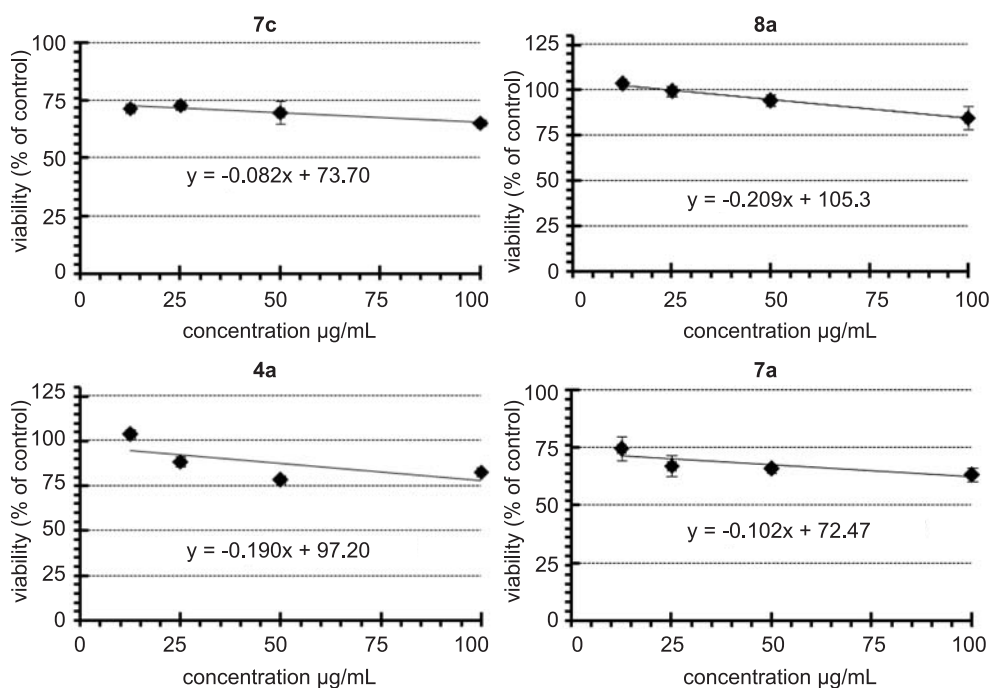 7c
viability (% of control)
100
75
50
25
0
y = -0.082x + 73.70
0 25 50 75 100
concentration µg/mL
8a
viability (% of control)
125
100
75
50
25
0
y = -0.209x + 105.3
0 25 50 75 100
concentration µg/mL
4a
viability (% of control)
125
100
75
50
25
0
y = -0.190x + 97.20
0 25 50 75 100
concentration µg/mL
7a
viability (% of control)
100
75
50
25
0
y = -0.102x + 72.47
0 25 50 75 100
concentration µg/mL